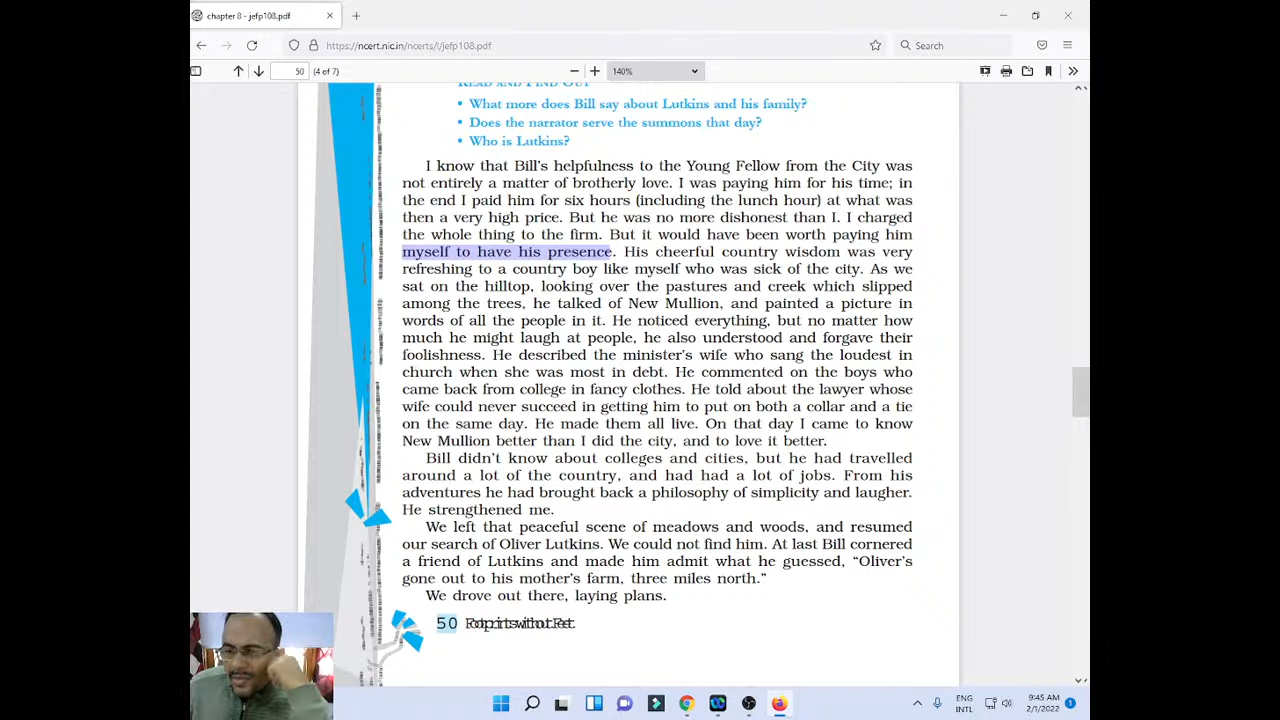 chapter 8 - jefp108.pdf
https://ncert.nic.in/ncerts/l/jefp108.pdf
Search
50 (4 of 7)
140%
READ AND FIND OUT
• What more does Bill say about Lutkins and his family?
• Does the narrator serve the summons that day?
• Who is Lutkins?
I know that Bill's helpfulness to the Young Fellow from the City was
not entirely a matter of brotherly love. I was paying him for his time; in
the end I paid him for six hours (including the lunch hour) at what was
then a very high price. But he was no more dishonest than I. I charged
the whole thing to the firm. But it would have been worth paying him
myself to have his presence. His cheerful country wisdom was very
refreshing to a country boy like myself who was sick of the city. As we
sat on the hilltop, looking over the pastures and creek which slipped
among the trees, he talked of New Mullion, and painted a picture in
words of all the people in it. He noticed everything, but no matter how
much he might laugh at people, he also understood and forgave their
foolishness. He described the minister's wife who sang the loudest in
church when she was most in debt. He commented on the boys who
came back from college in fancy clothes. He told about the lawyer whose
wife could never succeed in getting him to put on both a collar and a tie
on the same day. He made them all live. On that day I came to know
New Mullion better than I did the city, and to love it better.
Bill didn't know about colleges and cities, but he had travelled
around a lot of the country, and had had a lot of jobs. From his
adventures he had brought back a philosophy of simplicity and laugher.
He strengthened me.
We left that peaceful scene of meadows and woods, and resumed
our search of Oliver Lutkins. We could not find him. At last Bill cornered
a friend of Lutkins and made him admit what he guessed, “Oliver's
gone out to his mother's farm, three miles north.”
We drove out there, laying plans.
50
ENG
INTL
9:45 AM
2/1/2022
1